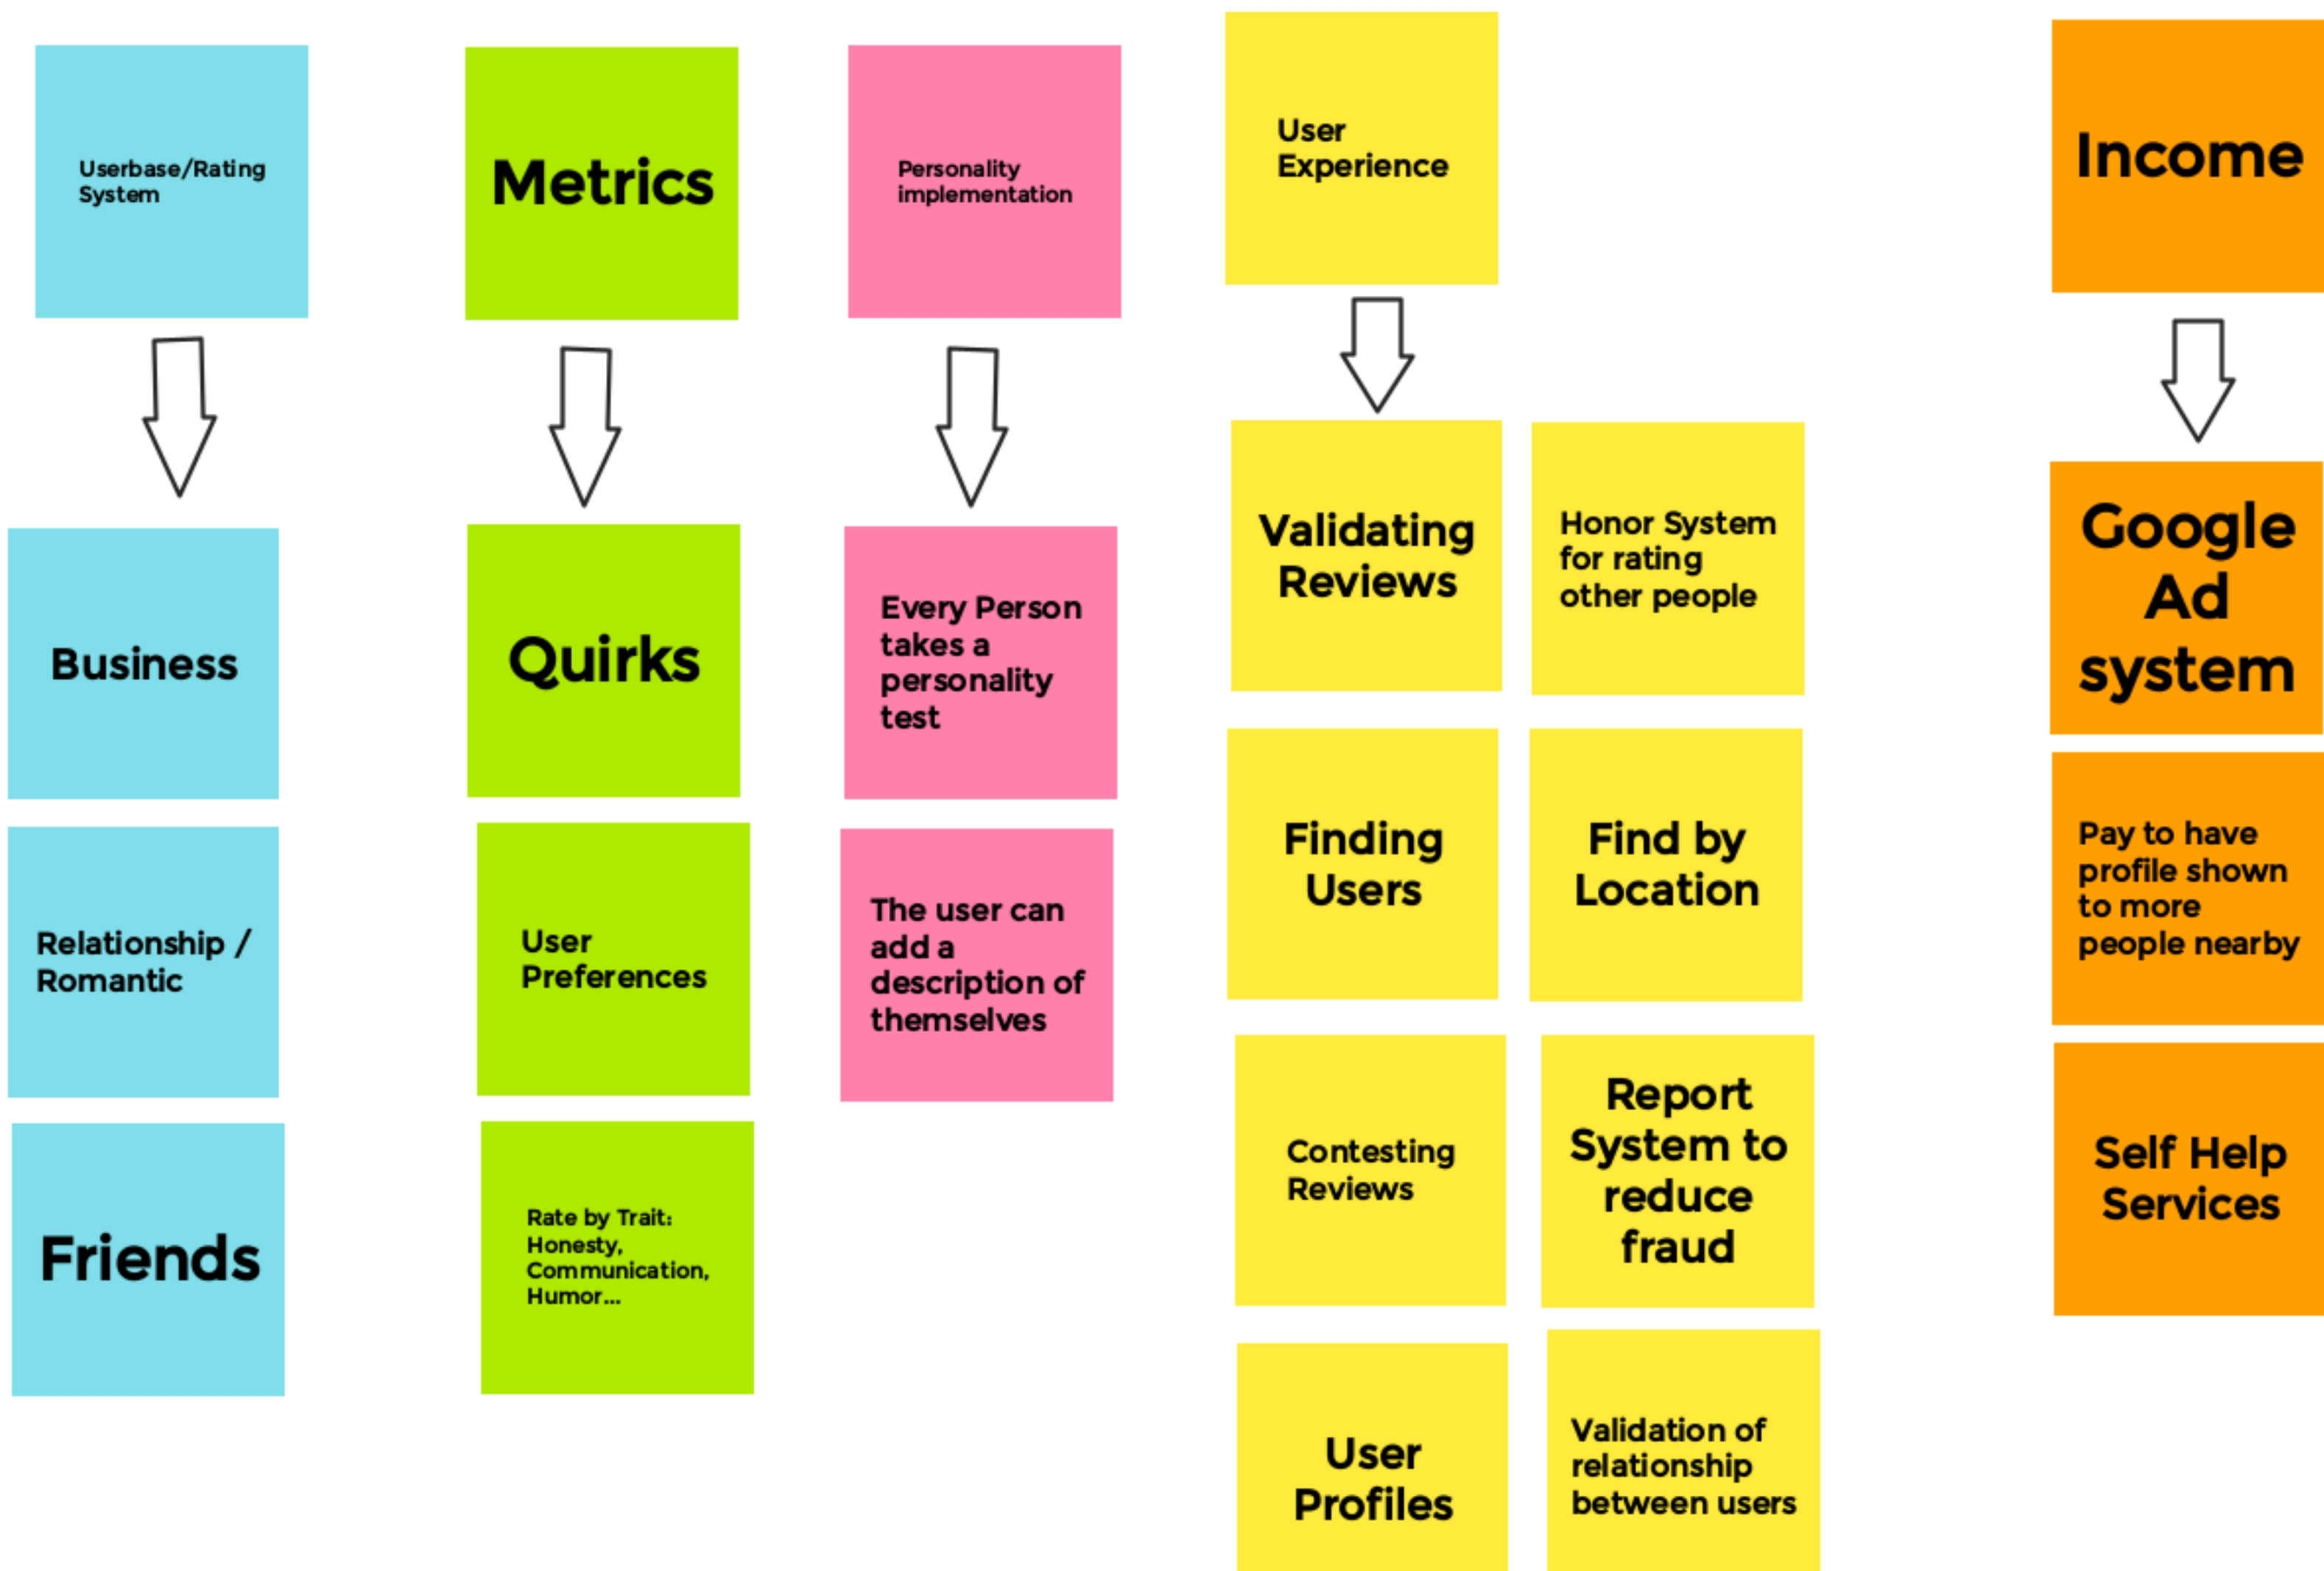 Userbase/Rating
System
Metrics
Personality
implementation
User
Experience
Income
Business
Relationship /
Romantic
Friends
Quirks
User
Preferences
Rate by Trait:
Honesty,
Communication,
Humor...
Every Person
takes a
personality
test
The user can
add a
description of
themselves
Validating
Reviews
Honor System
for rating
other people
Finding
Users
Find by
Location
Contesting
Reviews
Report
System to
reduce
fraud
User
Profiles
Validation of
relationship
between users
Google
Ad
system
Pay to have
profile shown
to more
people nearby
Self Help
Services